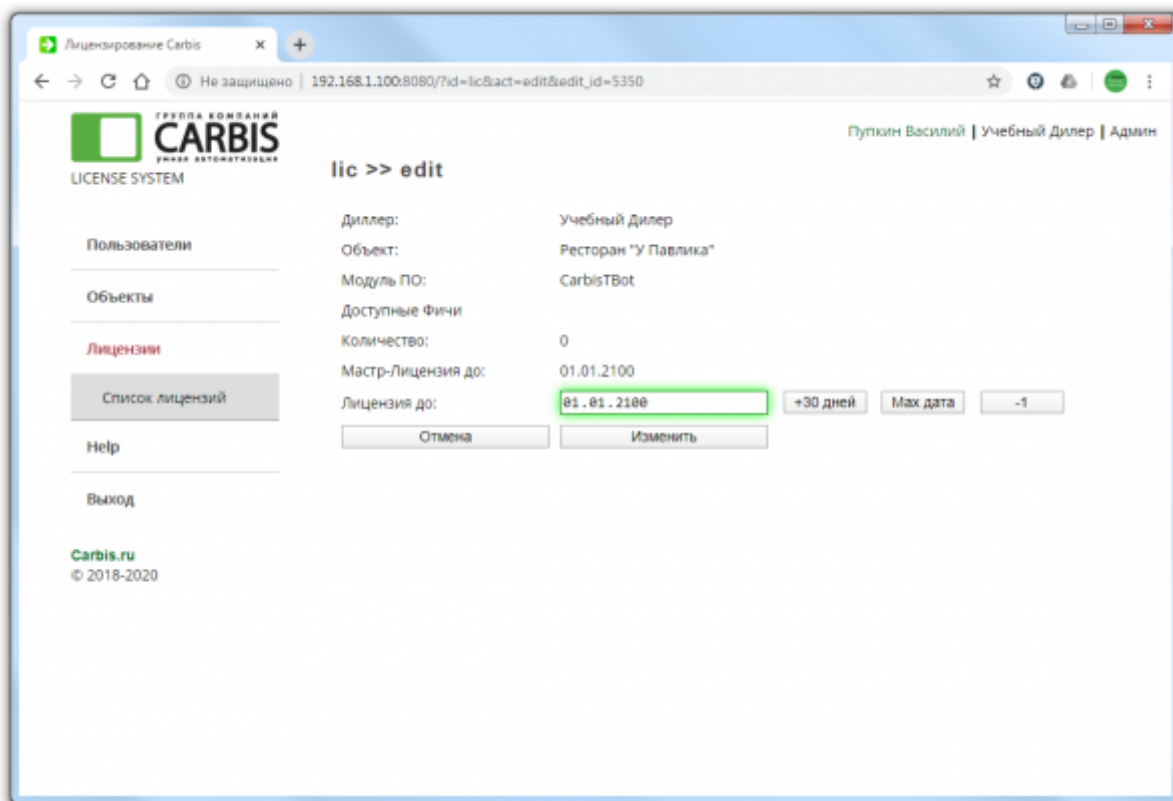 Лицензирование Carbis
Не защищено 192.168.1.100:8080/?id=lic&act=edit&edit_id=5350
ГРУППА КОМПАНИЙ
CARBIS
умная автоматизация
LICENSE SYSTEM
Пупкин Василий | Учебный Дилер | Админ
lic >> edit
Диллер: Учебный Дилер
Пользователи
Объект: Ресторан "У Павлика"
Модуль ПО: CarbisTBot
Объекты
Доступные Фичи
Количество: 0
Лицензии
Мастр-Лицензия до: 01.01.2100
Список лицензий
Лицензия до: 01.01.2100 +30 дней Max дата -1
Отмена Изменить
Help
Выход
Carbis.ru
© 2018-2020